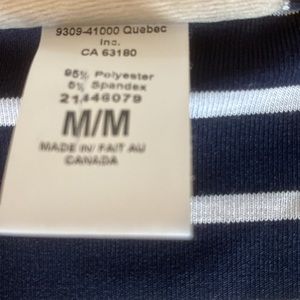 9309-41000 Quebec
Inc.
CA 63180
95% Polyester
5% Spandex
21446079
M/M
MADE IN/ FAIT AU
CANADA